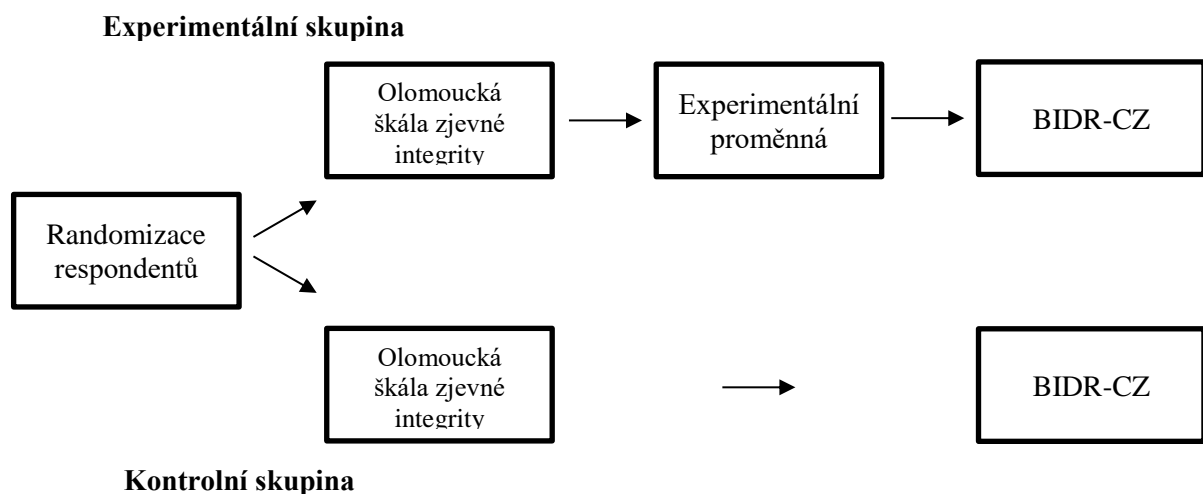 Experimentální skupina
Olomoucká
škála zjevné
integrity
Experimentální
proměnná
BIDR-CZ
Randomizace
respondentů
Olomoucká
škála zjevné
integrity
BIDR-CZ
Kontrolní skupina